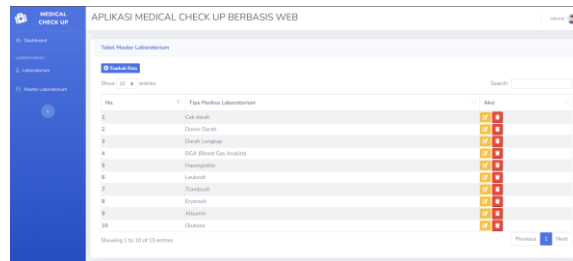 MEDICAL CHECK UP
APLIKASI MEDICAL CHECK UP BERBASIS WEB
laborat
Dashboard
LABORATORIUM
Laboratorium
Master Laboratorium
Tabel Master Laboratorium
Tambah Data
Show 10 entries
Search:
No. Tipe Periksa Laboratorium Aksi
1 Cek darah
2 Donor Darah
3 Darah Lengkap
4 BGA (Blood Gas Analize)
5 Haemglobin
6 Leukosit
7 Trombosit
8 Erytrosit
9 Albumin
10 Glukosa
Showing 1 to 10 of 10 entries
Previous 1 Next